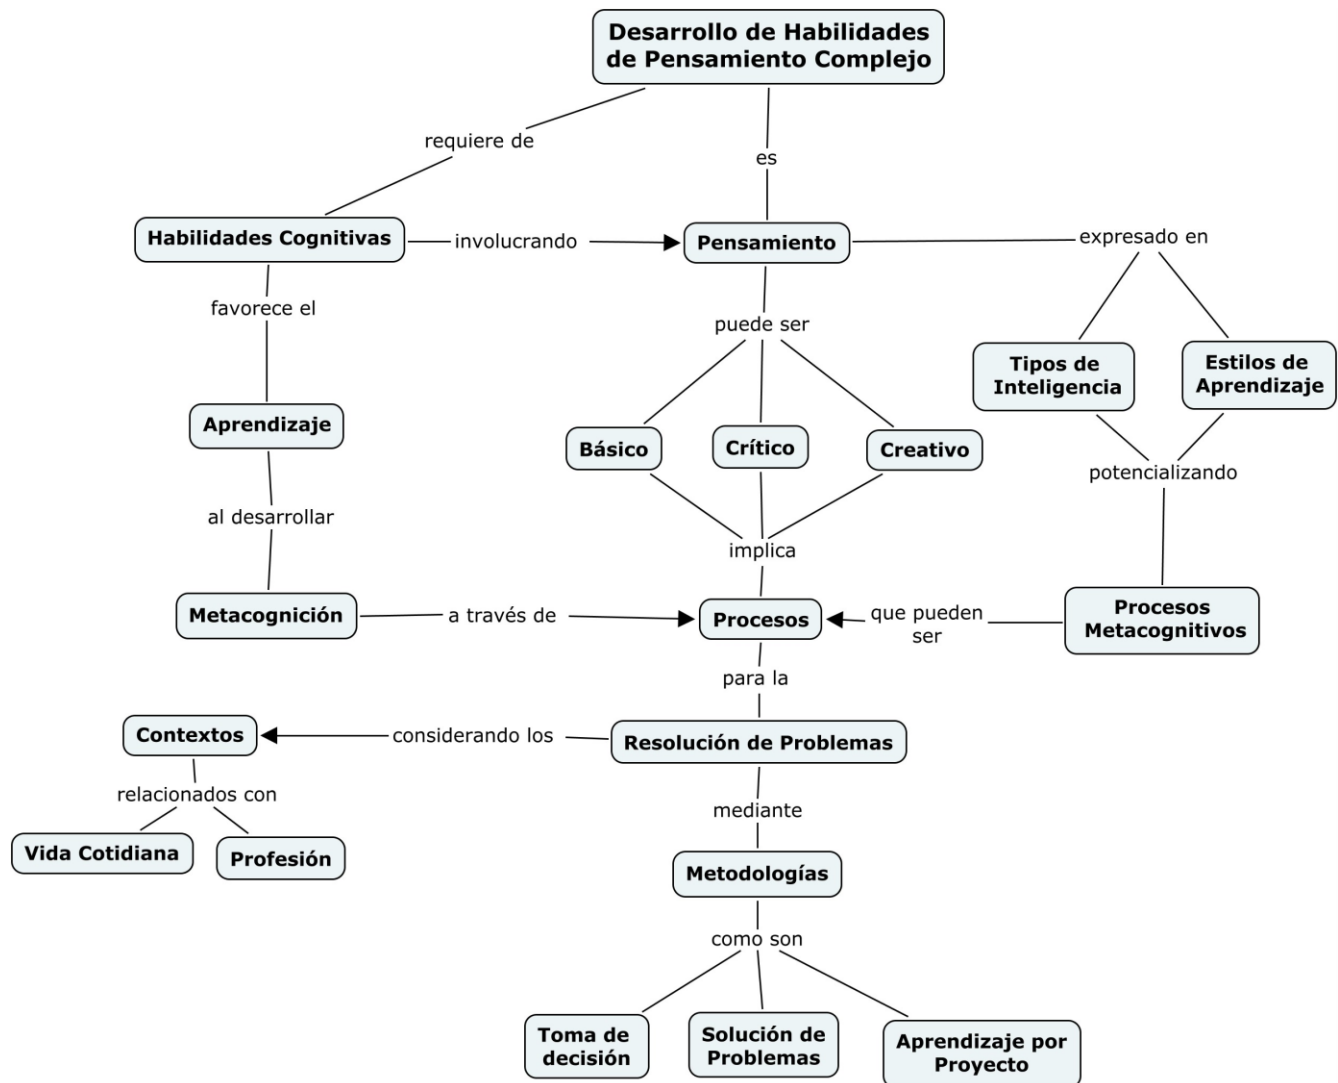 Desarrollo de Habilidades
de Pensamiento Complejo
requiere de
es
Habilidades Cognitivas
involucrando
Pensamiento
expresado en
favorece el
puede ser
Tipos de
Inteligencia
Estilos de
Aprendizaje
Aprendizaje
Básico
Crítico
Creativo
potencializando
al desarrollar
implica
Metacognición
a través de
Procesos
que pueden
ser
Procesos
Metacognitivos
para la
Contextos
considerando los
Resolución de Problemas
relacionados con
mediante
Vida Cotidiana
Profesión
Metodologías
como son
Toma de
decisión
Solución de
Problemas
Aprendizaje por
Proyecto